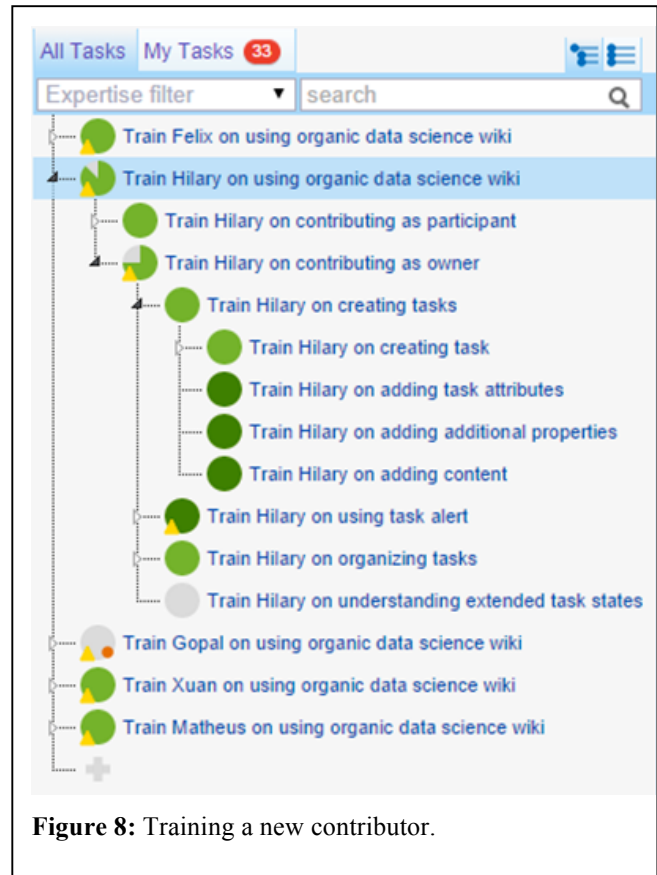 All Tasks My Tasks 33
Expertise filter search
Train Felix on using organic data science wiki
Train Hilary on using organic data science wiki
Train Hilary on contributing as participant
Train Hilary on contributing as owner
Train Hilary on creating tasks
Train Hilary on creating task
Train Hilary on adding task attributes
Train Hilary on adding additional properties
Train Hilary on adding content
Train Hilary on using task alert
Train Hilary on organizing tasks
Train Hilary on understanding extended task states
Train Gopal on using organic data science wiki
Train Xuan on using organic data science wiki
Train Matheus on using organic data science wiki
Figure 8: Training a new contributor.